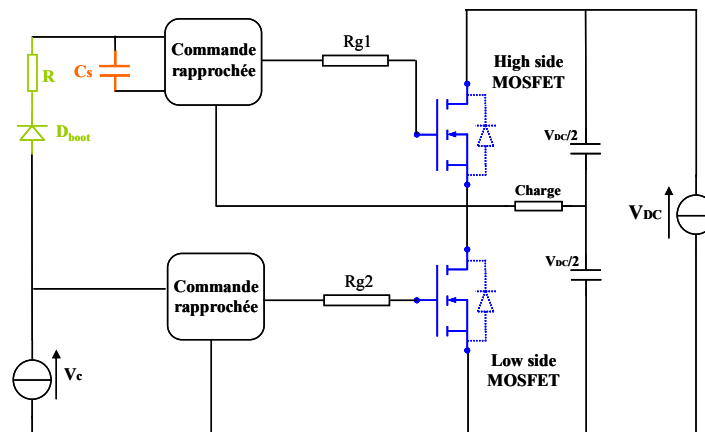 Commande
rapprochée
Rg1
High side
MOSFET
R
Cs
Dboot
VDC/2
Charge
VDC
Commande
rapprochée
Rg2
VDC/2
Vc
Low side
MOSFET